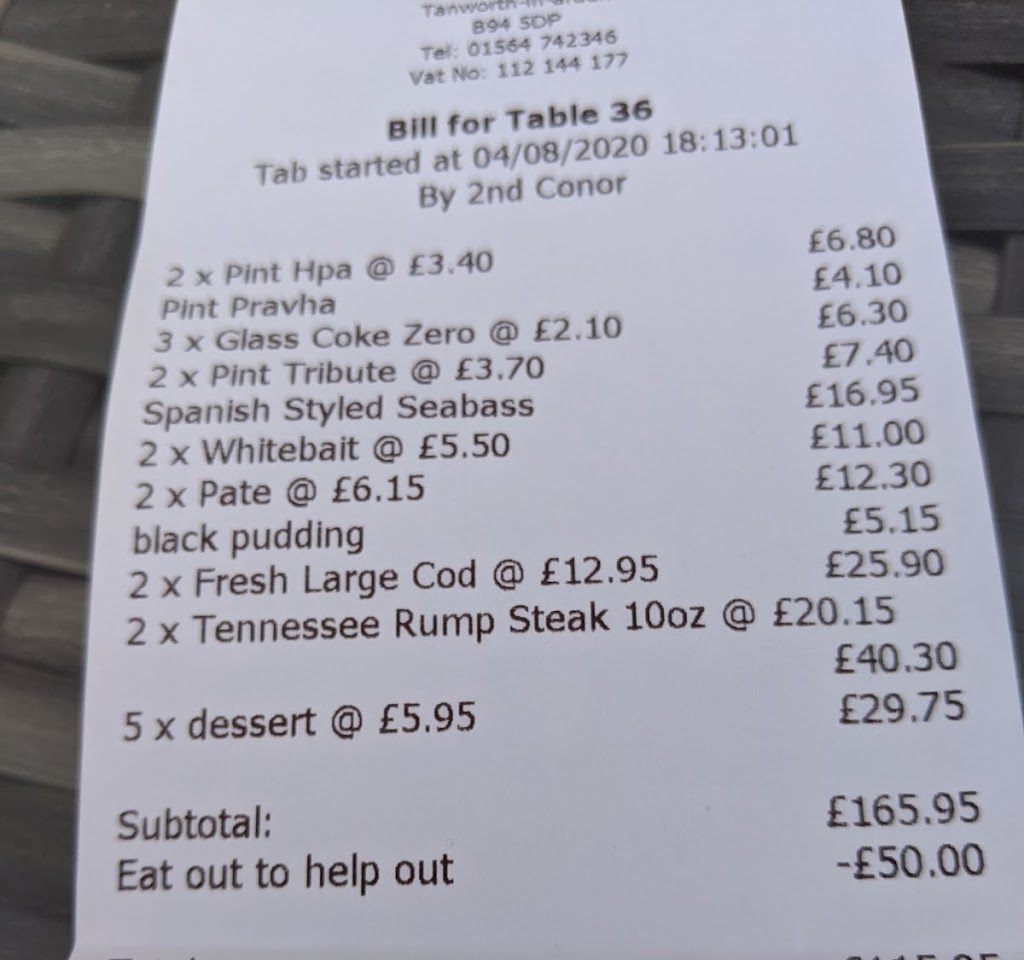 Tanworth-in-
B94 5DP
Tel: 01564 742346
Vat No: 112 144 177
Bill for Table 36
Tab started at 04/08/2020 18:13:01
By 2nd Conor
2 x Pint Hpa @ £3.40 £6.80
Pint Pravha £4.10
3 x Glass Coke Zero @ £2.10 £6.30
2 x Pint Tribute @ £3.70 £7.40
Spanish Styled Seabass £16.95
2 x Whitebait @ £5.50 £11.00
2 x Pate @ £6.15 £12.30
black pudding £5.15
2 x Fresh Large Cod @ £12.95 £25.90
2 x Tennessee Rump Steak 10oz @ £20.15
£40.30
5 x dessert @ £5.95 £29.75
Subtotal: £165.95
Eat out to help out -£50.00